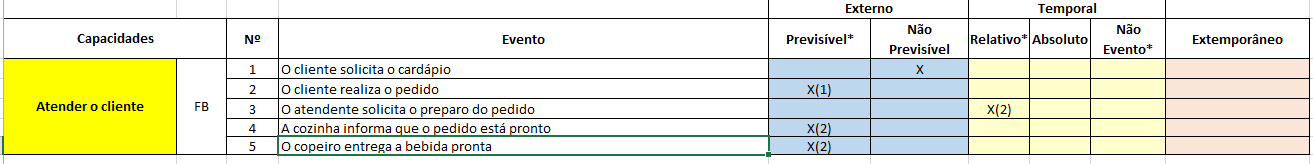 Externo Temporal
Capacidades Nº Evento Previsível* Não Previsível Relativo* Absoluto Não Evento* Extemporâneo
Atender o cliente FB
1 O cliente solicita o cardápio X
2 O cliente realiza o pedido X(1)
3 O atendente solicita o preparo do pedido X(2)
4 A cozinha informa que o pedido está pronto X(2)
5 O copeiro entrega a bebida pronta X(2)